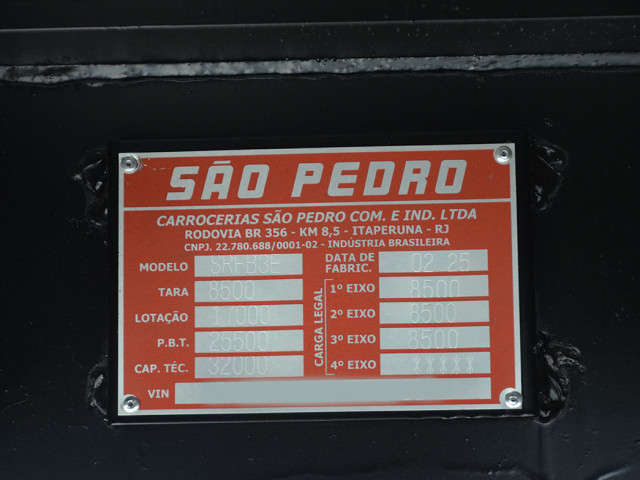 SÃO PEDRO
CARROCERIAS SÃO PEDRO COM. E IND. LTDA
RODOVIA BR 356 - KM 8,5 - ITAPERUNA - RJ
CNPJ. 22.780.688/0001-02 - INDÚSTRIA BRASILEIRA
MODELO SRFB3E DATA DE FABRIC. 02 25
TARA 8500 CARGA LEGAL 1º EIXO 8500
LOTAÇÃO 17000 2º EIXO 8500
P.B.T. 25500 3º EIXO 8500
CAP. TÉC. 32000 4º EIXO XXXXX
VIN